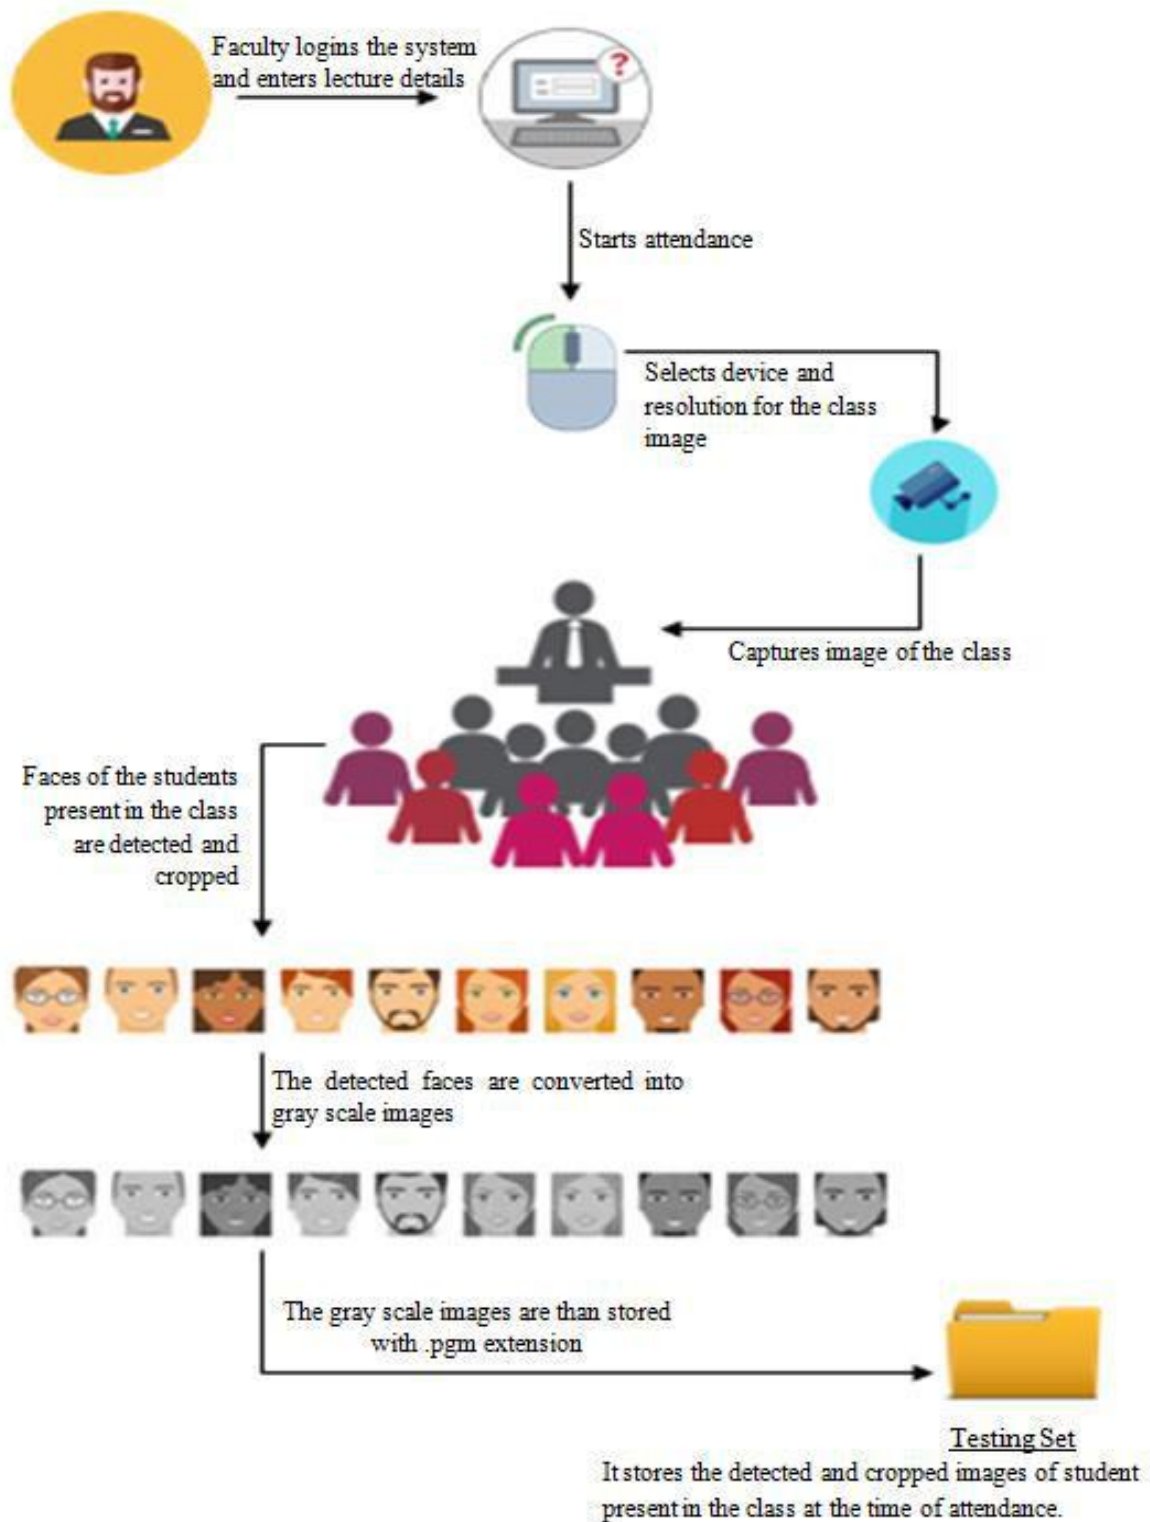 Faculty logins the system
and enters lecture details
?
Starts attendance
Selects device and
resolution for the class
image
Captures image of the class
Faces of the students
present in the class
are detected and
cropped
The detected faces are converted into
gray scale images
The gray scale images are than stored
with .pgm extension
Testing Set
It stores the detected and cropped images of student
present in the class at the time of attendance.